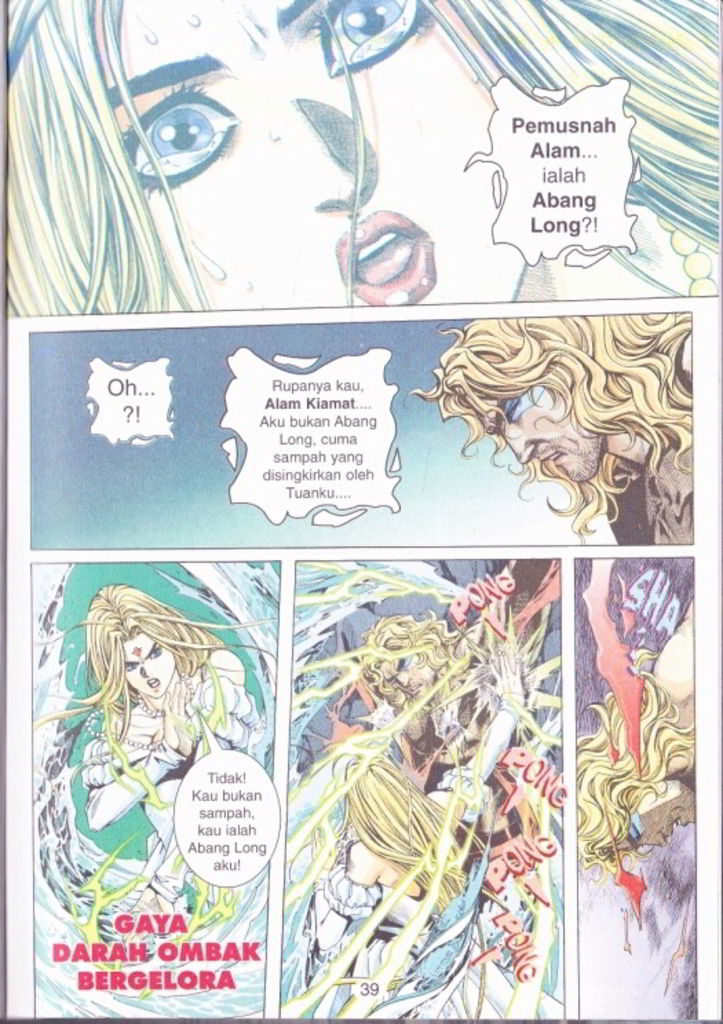 Pemusnah
Alam...
ialah
Abang
Long?!
Oh...
?!
Rupanya kau,
Alam Kiamat....
Aku bukan Abang
Long, cuma
sampah yang
disingkirkan oleh
Tuanku....
Tidak!
Kau bukan
sampah,
kau ialah
Abang Long
aku!
GAYA
DARAH OMBAK
BERGELORA
PONG
PONG
PONG
PONG
SHA
39